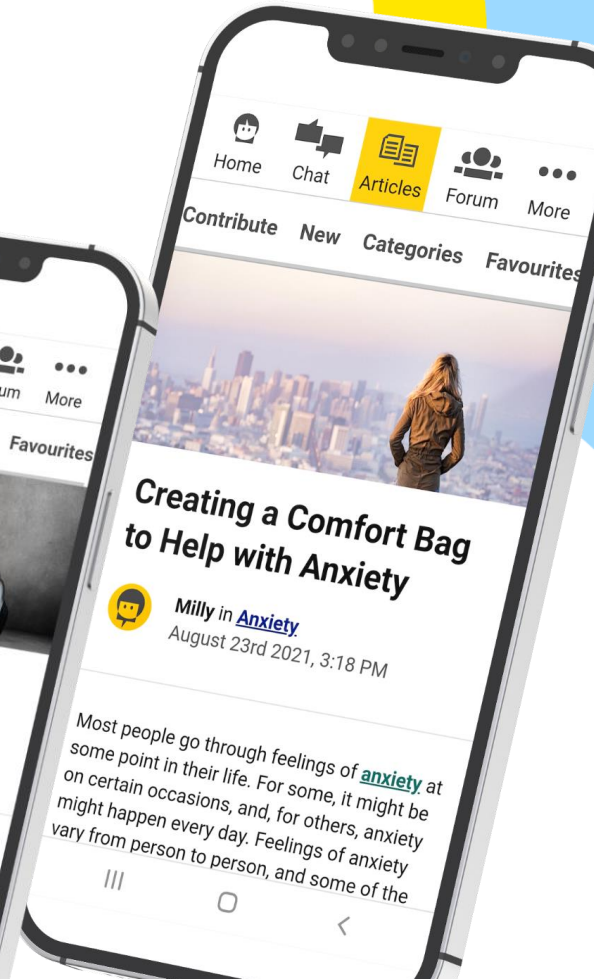 Home Chat Articles Forum More
Contribute New Categories Favourites
Creating a Comfort Bag
to Help with Anxiety
Milly in Anxiety
August 23rd 2021, 3:18 PM
Most people go through feelings of anxiety at
some point in their life. For some, it might be
on certain occasions, and, for others, anxiety
might happen every day. Feelings of anxiety
vary from person to person, and some of the
um More
Favourites